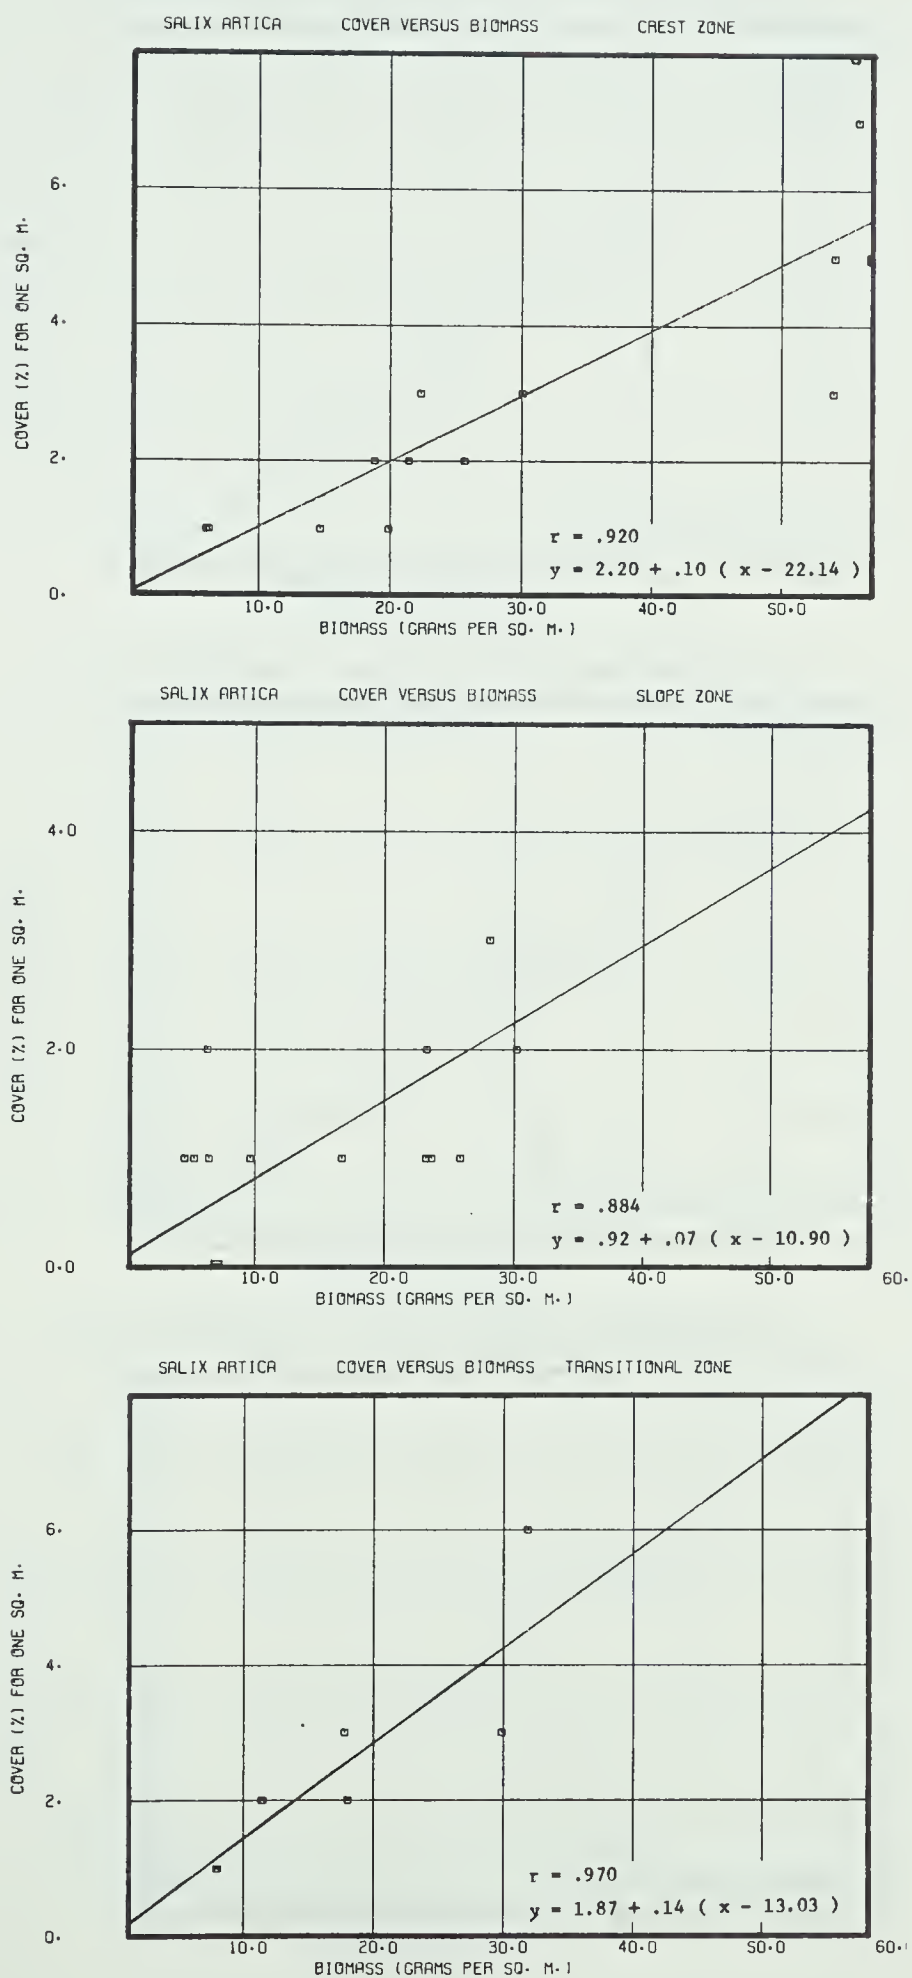 SALIX ARTICA COVER VERSUS BIOMASS CREST ZONE
6.
4.
2.
0.
COVER (%) FOR ONE SQ. M.
r = .920
y = 2.20 + .10 ( x - 22.14 )
10.0 20.0 30.0 40.0 50.0
BIOMASS (GRAMS PER SQ. M.)
SALIX ARTICA COVER VERSUS BIOMASS SLOPE ZONE
4.0
2.0
0.0
COVER (%) FOR ONE SQ. M.
r = .884
y = .92 + .07 ( x - 10.90 )
10.0 20.0 30.0 40.0 50.0 60.
BIOMASS (GRAMS PER SQ. M.)
SALIX ARTICA COVER VERSUS BIOMASS TRANSITIONAL ZONE
6.
4.
2.
0.
COVER (%) FOR ONE SQ. M.
r = .970
y = 1.87 + .14 ( x - 13.03 )
10.0 20.0 30.0 40.0 50.0 60.
BIOMASS (GRAMS PER SQ. M.)